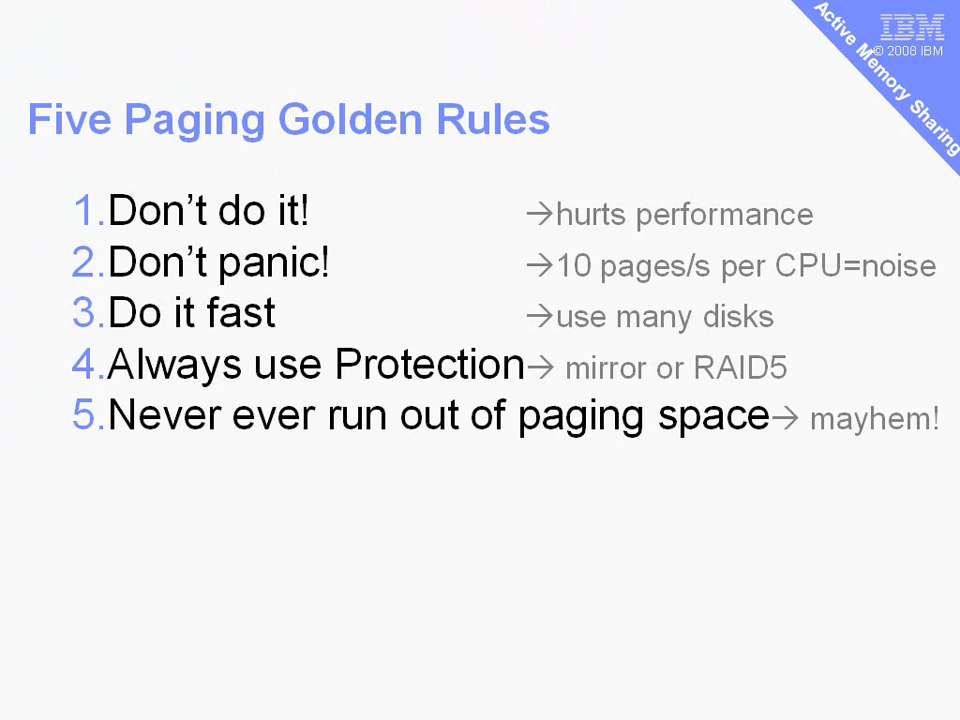 IBM
© 2008 IBM
Active Memory Sharing
Five Paging Golden Rules
1.Don’t do it! →hurts performance
2.Don’t panic! →10 pages/s per CPU=noise
3.Do it fast →use many disks
4.Always use Protection→ mirror or RAID5
5.Never ever run out of paging space→ mayhem!